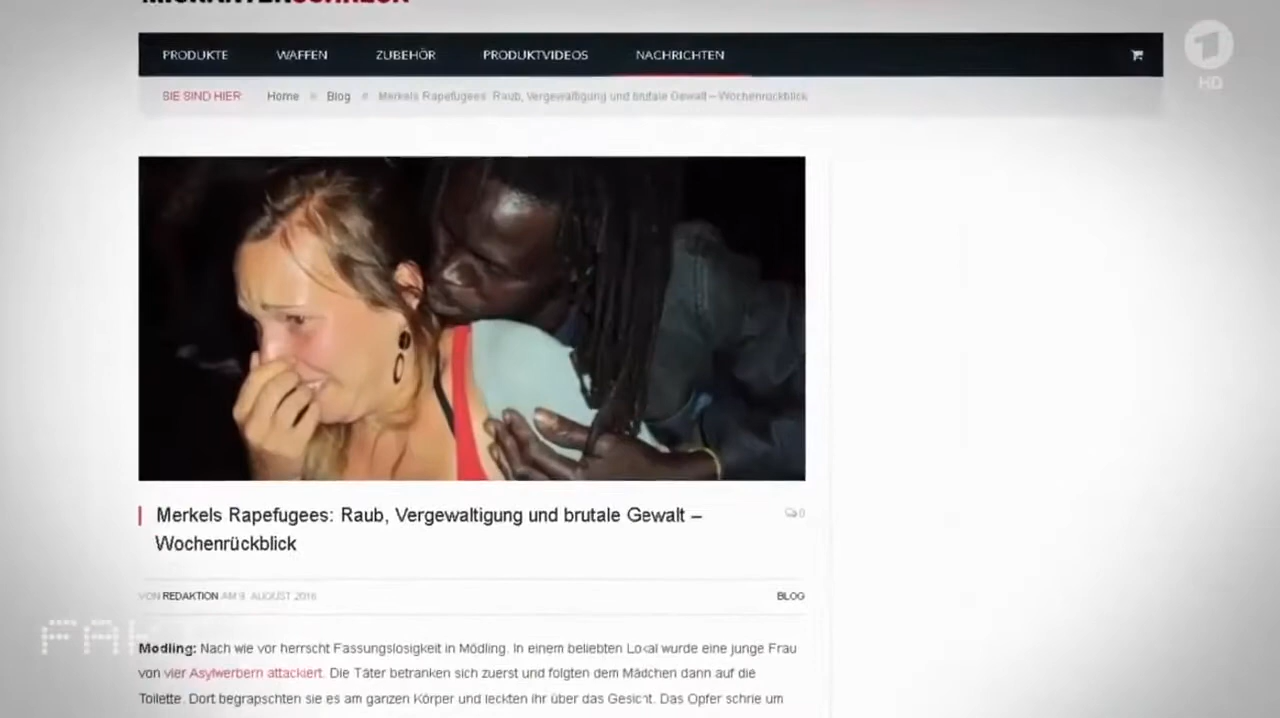 MIGRANTENSCHRECK
PRODUKTE WAFFEN ZUBEHÖR PRODUKTVIDEOS NACHRICHTEN
1
HD
SIE SIND HIER: Home » Blog » Merkels Rapefugees: Raub, Vergewaltigung und brutale Gewalt – Wochenrückblick
Merkels Rapefugees: Raub, Vergewaltigung und brutale Gewalt –
0
Wochenrückblick
VON REDAKTION AM 9. AUGUST 2016 BLOG
FAK
Mödling: Nach wie vor herrscht Fassungslosigkeit in Mödling. In einem beliebten Lokal wurde eine junge Frau
von vier Asylwerbern attackiert. Die Täter betranken sich zuerst und folgten dem Mädchen dann auf die
Toilette. Dort begrapschten sie es am ganzen Körper und leckten ihr über das Gesicht. Das Opfer schrie um